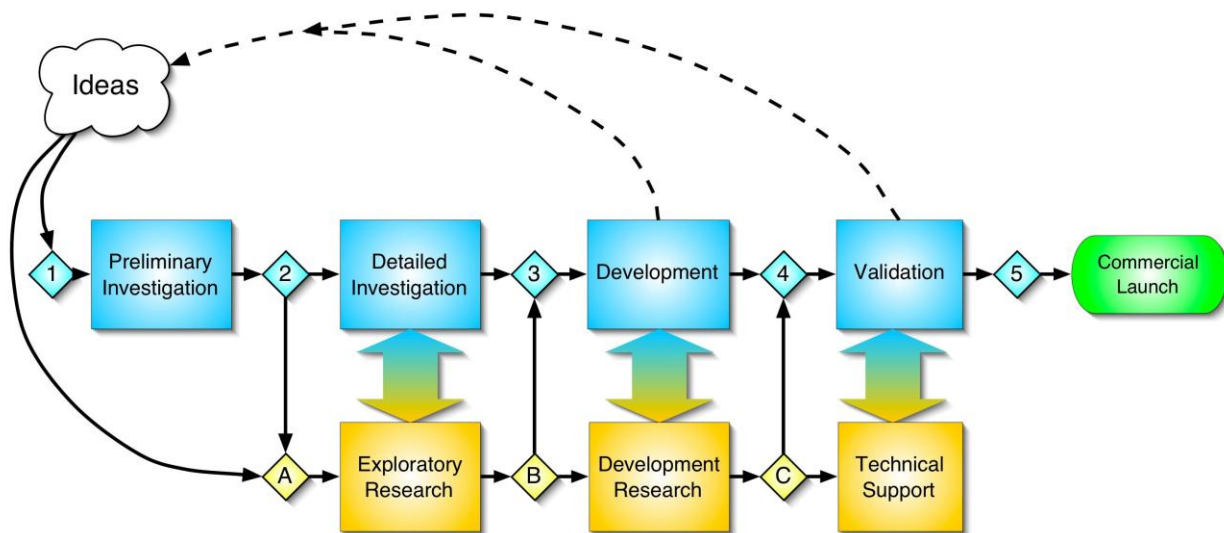 Ideas
1
Preliminary
Investigation
2
Detailed
Investigation
3
Development
4
Validation
5
Commercial
Launch
A
Exploratory
Research
B
Development
Research
C
Technical
Support